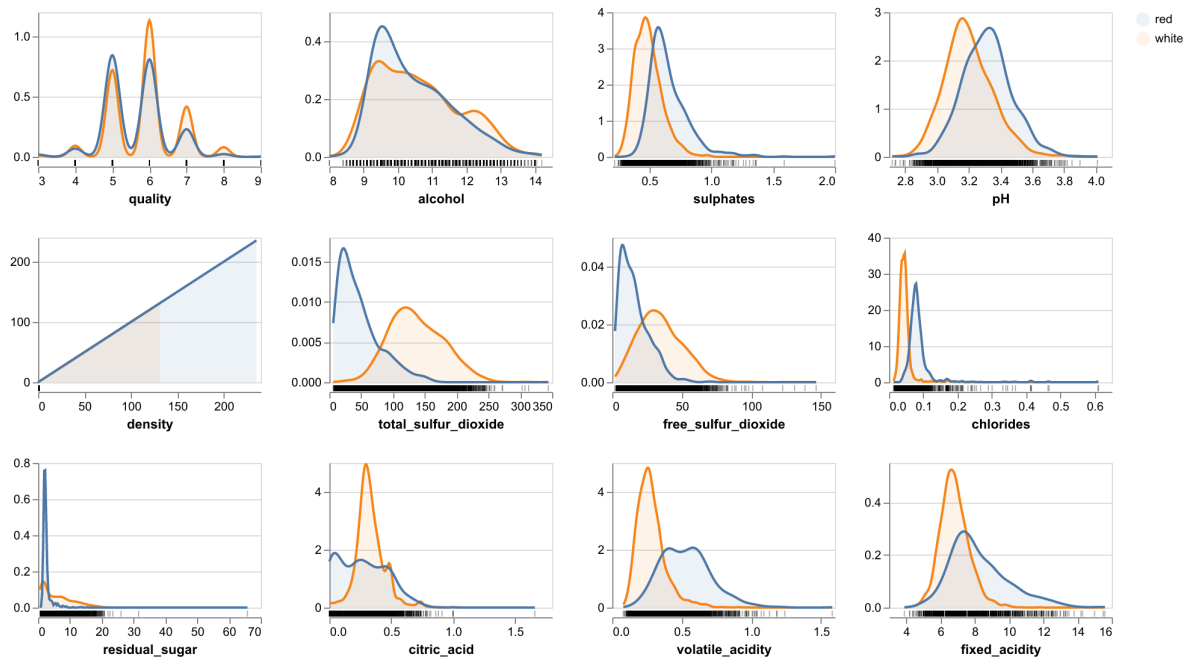 1.0
0.5
0.0
3 4 5 6 7 8 9
quality
0.4
0.2
0.0
8 9 10 11 12 13 14
alcohol
4
3
2
1
0
0.5 1.0 1.5 2.0
sulphates
3
2
1
0
2.8 3.0 3.2 3.4 3.6 3.8 4.0
pH
red
white
200
100
0
0 50 100 150 200
density
0.015
0.010
0.005
0.000
0 50 100 150 200 250 300 350
total_sulfur_dioxide
0.04
0.02
0.00
0 50 100 150
free_sulfur_dioxide
40
30
20
10
0
0.0 0.1 0.2 0.3 0.4 0.5 0.6
chlorides
0.8
0.6
0.4
0.2
0.0
0 10 20 30 40 50 60 70
residual_sugar
4
2
0
0.0 0.5 1.0 1.5
citric_acid
4
2
0
0.0 0.5 1.0 1.5
volatile_acidity
0.4
0.2
0.0
4 6 8 10 12 14 16
fixed_acidity